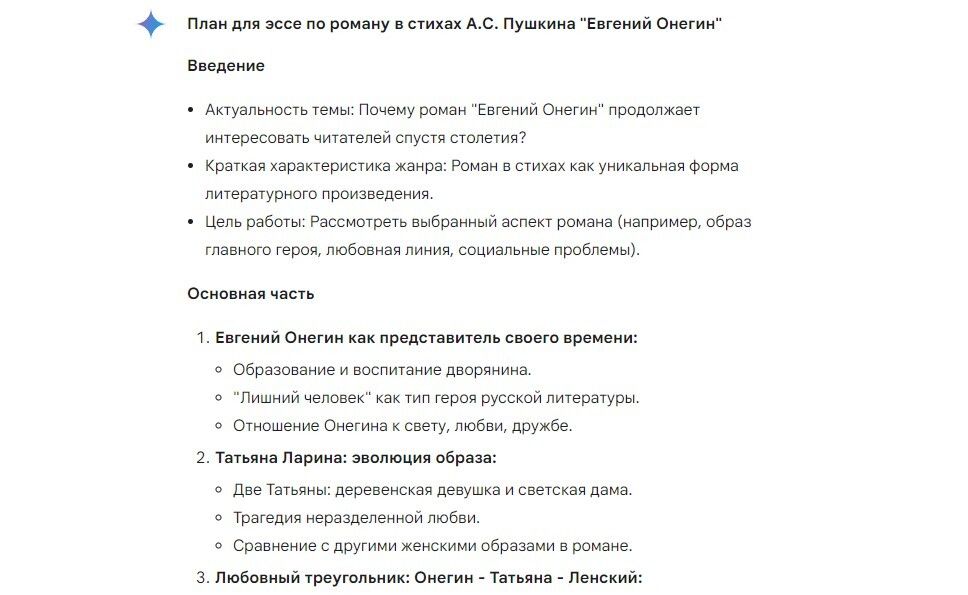 План для эссе по роману в стихах А.С. Пушкина "Евгений Онегин"
Введение
• Актуальность темы: Почему роман "Евгений Онегин" продолжает
интересовать читателей спустя столетия?
• Краткая характеристика жанра: Роман в стихах как уникальная форма
литературного произведения.
• Цель работы: Рассмотреть выбранный аспект романа (например, образ
главного героя, любовная линия, социальные проблемы).
Основная часть
1. Евгений Онегин как представитель своего времени:
◦ Образование и воспитание дворянина.
◦ "Лишний человек" как тип героя русской литературы.
◦ Отношение Онегина к свету, любви, дружбе.
2. Татьяна Ларина: эволюция образа:
◦ Две Татьяны: деревенская девушка и светская дама.
◦ Трагедия неразделенной любви.
◦ Сравнение с другими женскими образами в романе.
3. Любовный треугольник: Онегин - Татьяна - Ленский: